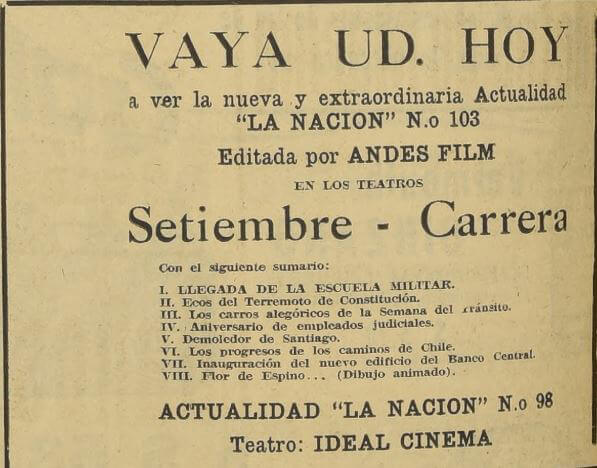 VAYA UD. HOY
a ver la nueva y extraordinaria Actualidad
"LA NACION" N.o 103
Editada por ANDES FILM
EN LOS TEATROS
Setiembre - Carrera
Con el siguiente sumario:
I. LLEGADA DE LA ESCUELA MILITAR.
II. Ecos del Terremoto de Constitución.
III. Los carros alegóricos de la Semana del tránsito.
IV. Aniversario de empleados judiciales.
V. Demoledor de Santiago.
VI. Los progresos de los caminos de Chile.
VII. Inauguración del nuevo edificio del Banco Central.
VIII. Flor de Espino... (Dibujo animado).
ACTUALIDAD "LA NACION" N.o 98
Teatro: IDEAL CINEMA